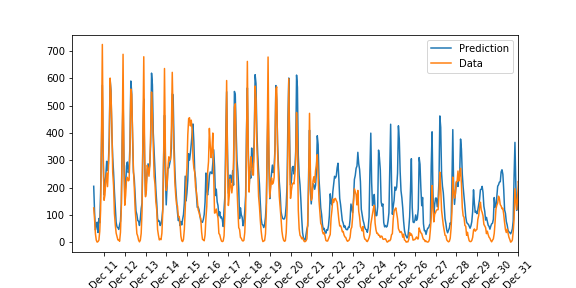 700
600
500
400
300
200
100
0
Prediction
Data
Dec 11
Dec 12
Dec 13
Dec 14
Dec 15
Dec 16
Dec 17
Dec 18
Dec 19
Dec 20
Dec 21
Dec 22
Dec 23
Dec 24
Dec 25
Dec 26
Dec 27
Dec 28
Dec 29
Dec 30
Dec 31